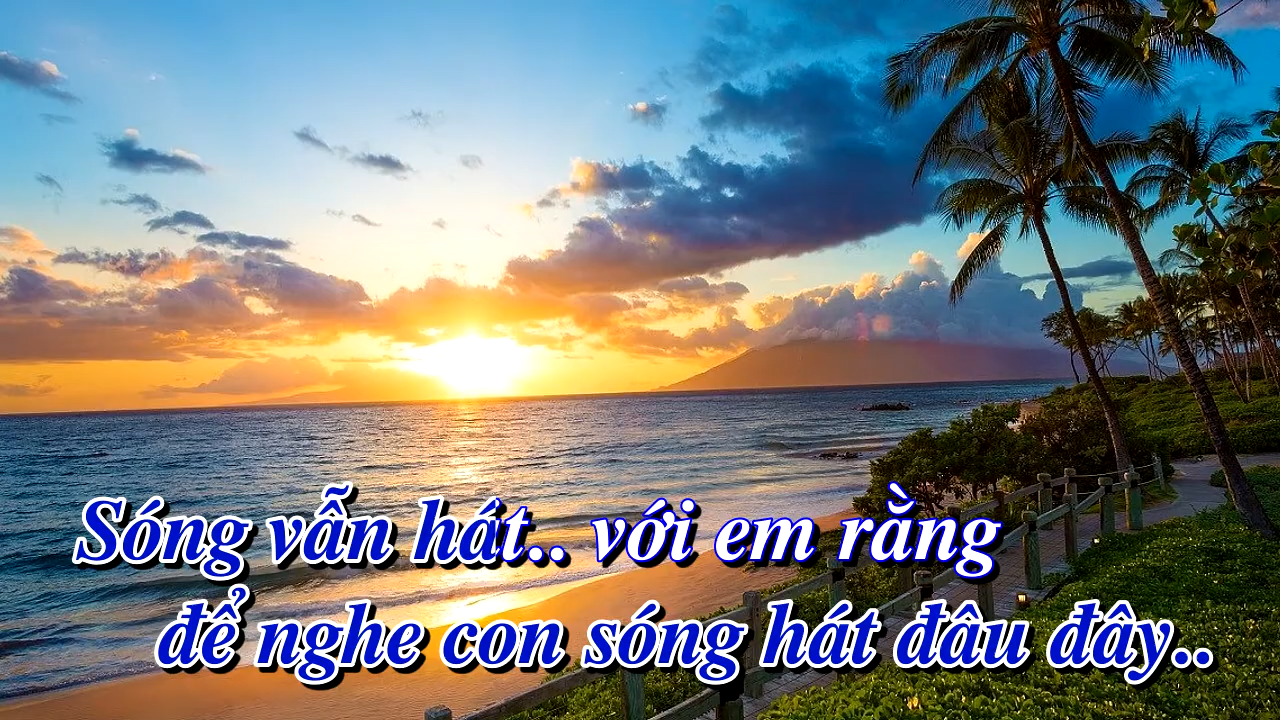 Sóng vẫn hát.. với em rằng
để nghe con sóng hát đâu đây..